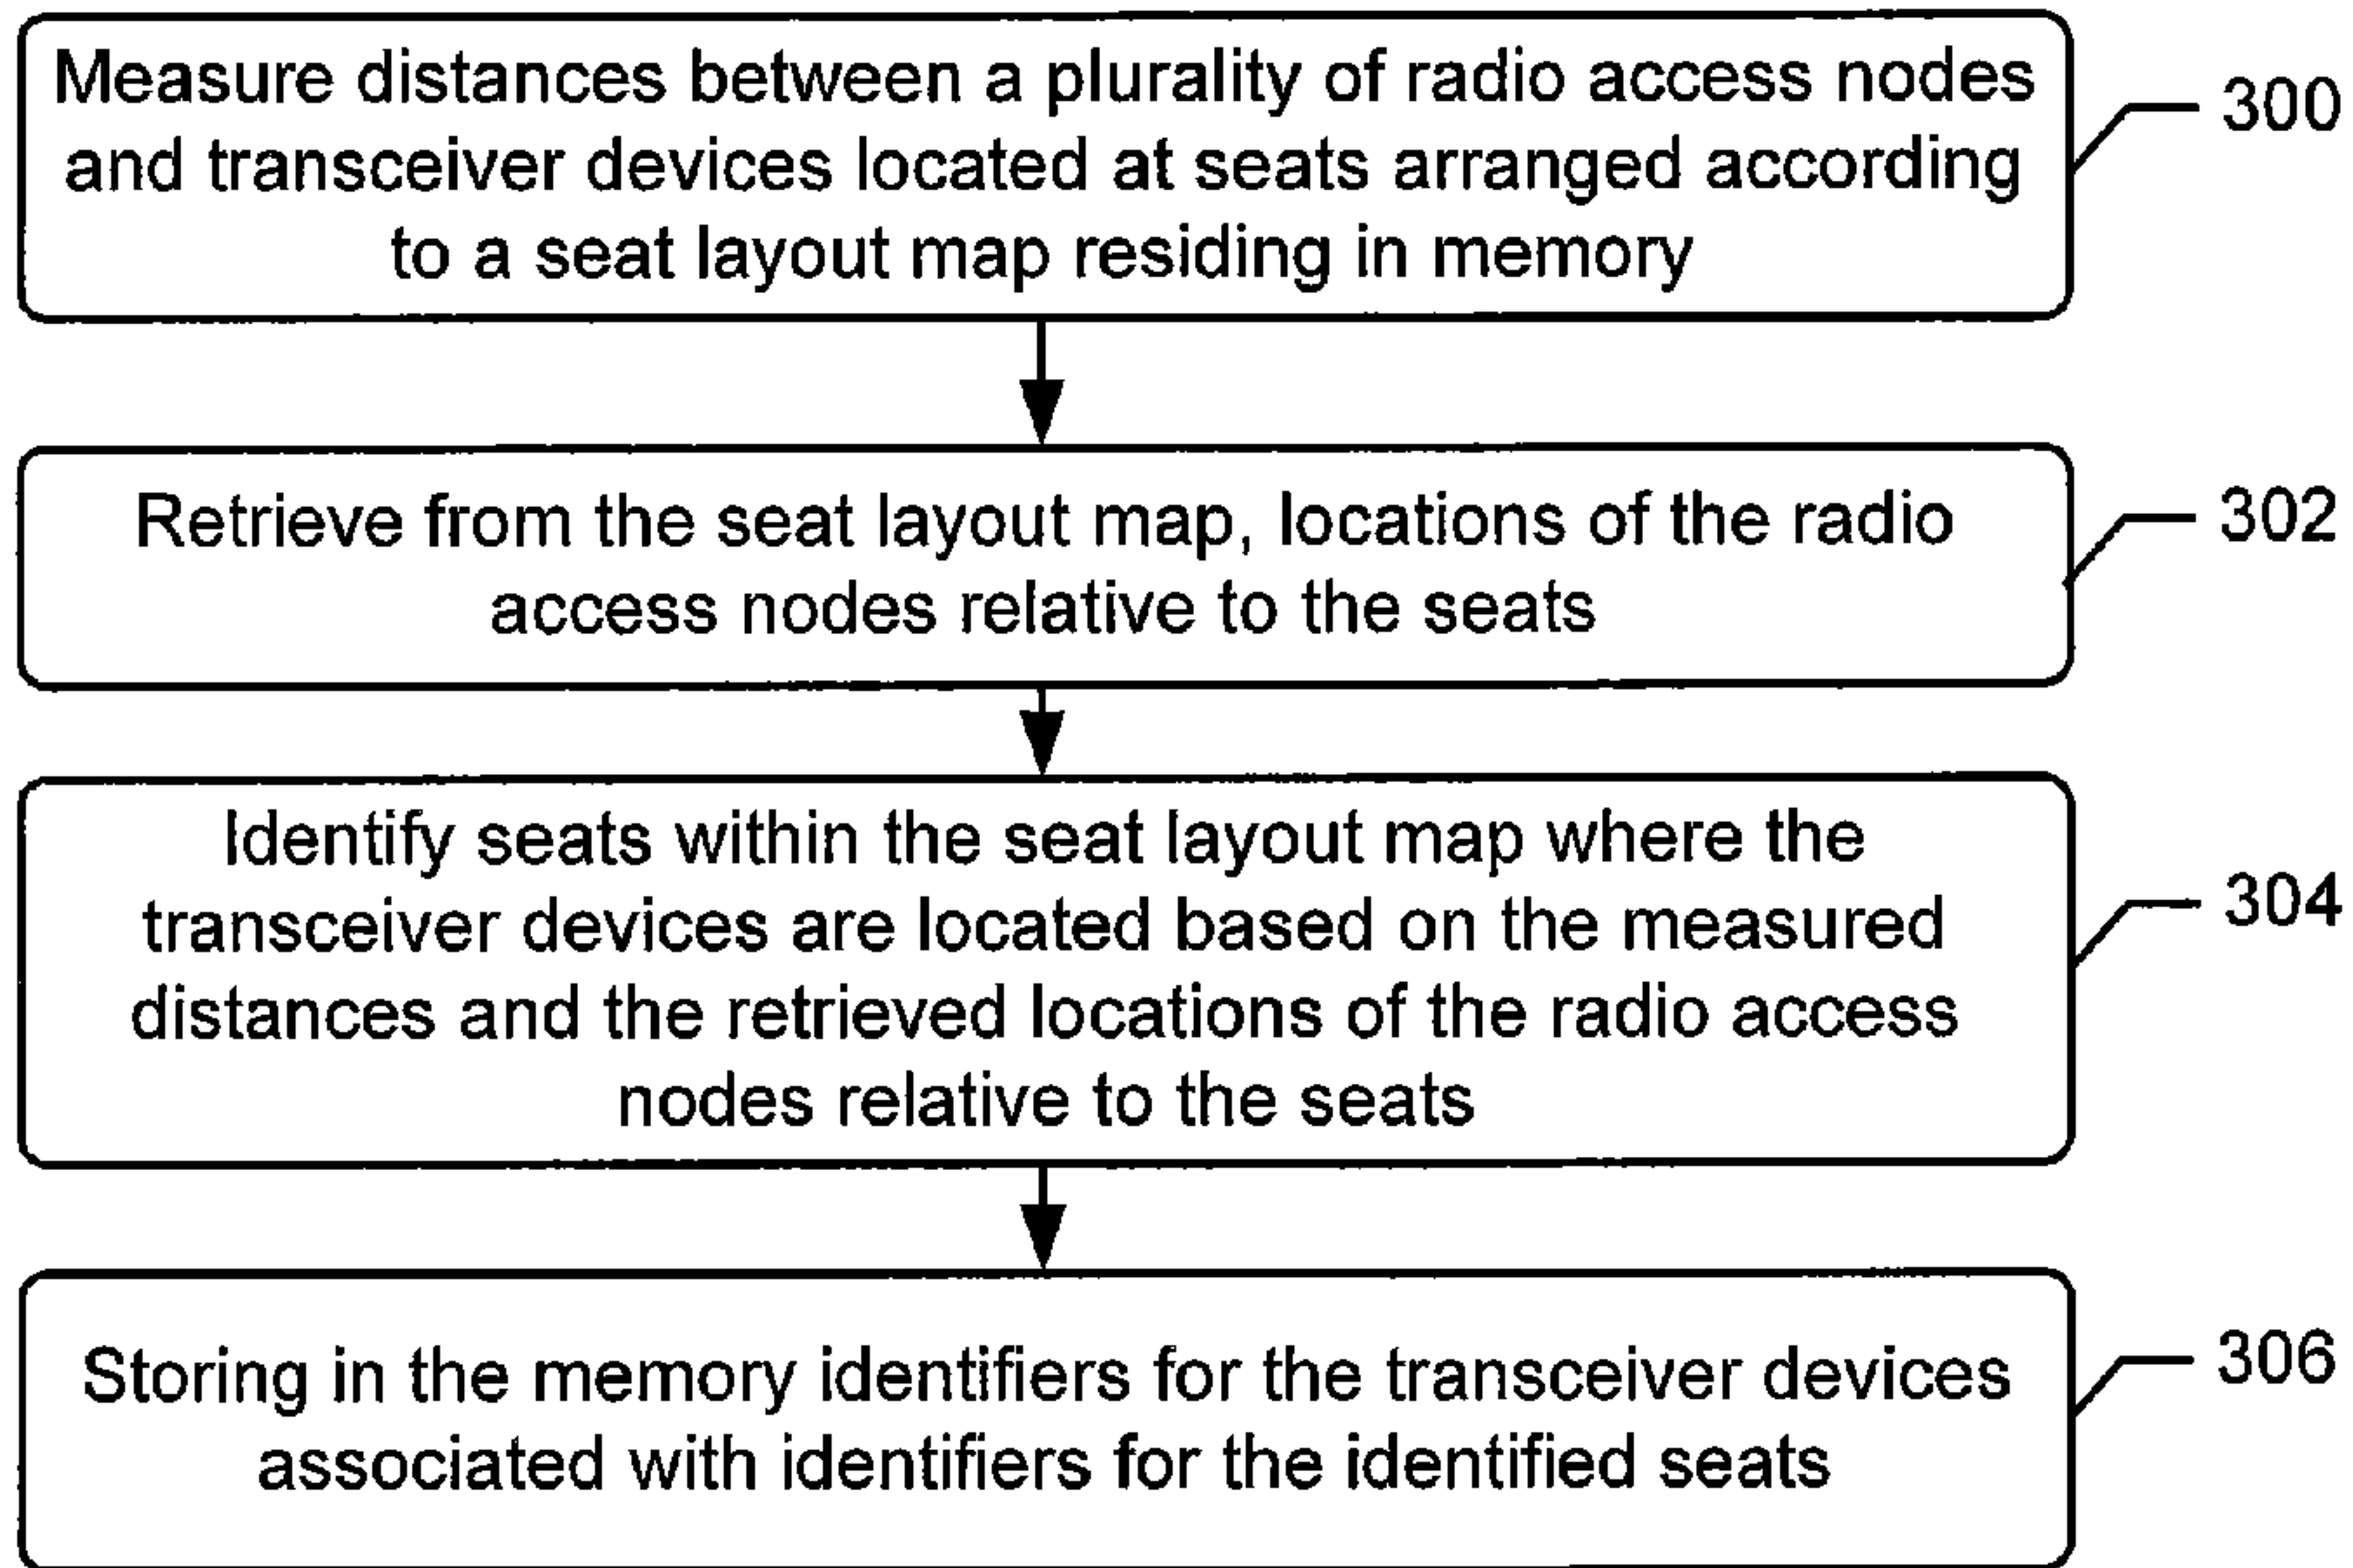 Measure distances between a plurality of radio access nodes
and transceiver devices located at seats arranged according
to a seat layout map residing in memory
300
Retrieve from the seat layout map, locations of the radio
access nodes relative to the seats
302
Identify seats within the seat layout map where the
transceiver devices are located based on the measured
distances and the retrieved locations of the radio access
nodes relative to the seats
304
Storing in the memory identifiers for the transceiver devices
associated with identifiers for the identified seats
306